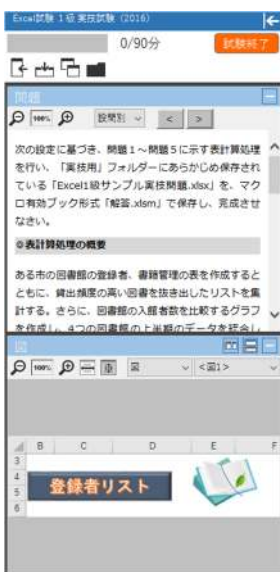 Excel試験 1級 実技試験（2016）
0/90分
試験終了
問題
100%
設問別
<
>
次の設定に基づき、問題１～問題５に示す表計算処理
を行い、「実技用」フォルダーにあらかじめ保存され
ている「Excel1級サンプル実技問題.xlsx」を、マク
ロ有効ブック形式「解答.xlsm」で保存し、完成させ
なさい。
◎表計算処理の概要
ある市の図書館の登録者、書籍管理の表を作成すると
ともに、貸出頻度の高い図書を抜き出したリストを集
計する。さらに、図書館の入館者数を比較するグラフ
を作成し、4つの図書館の上半期のデータを統合し
図
100%
図
<図1>
B C D E F
3
4
5
6
登録者リスト